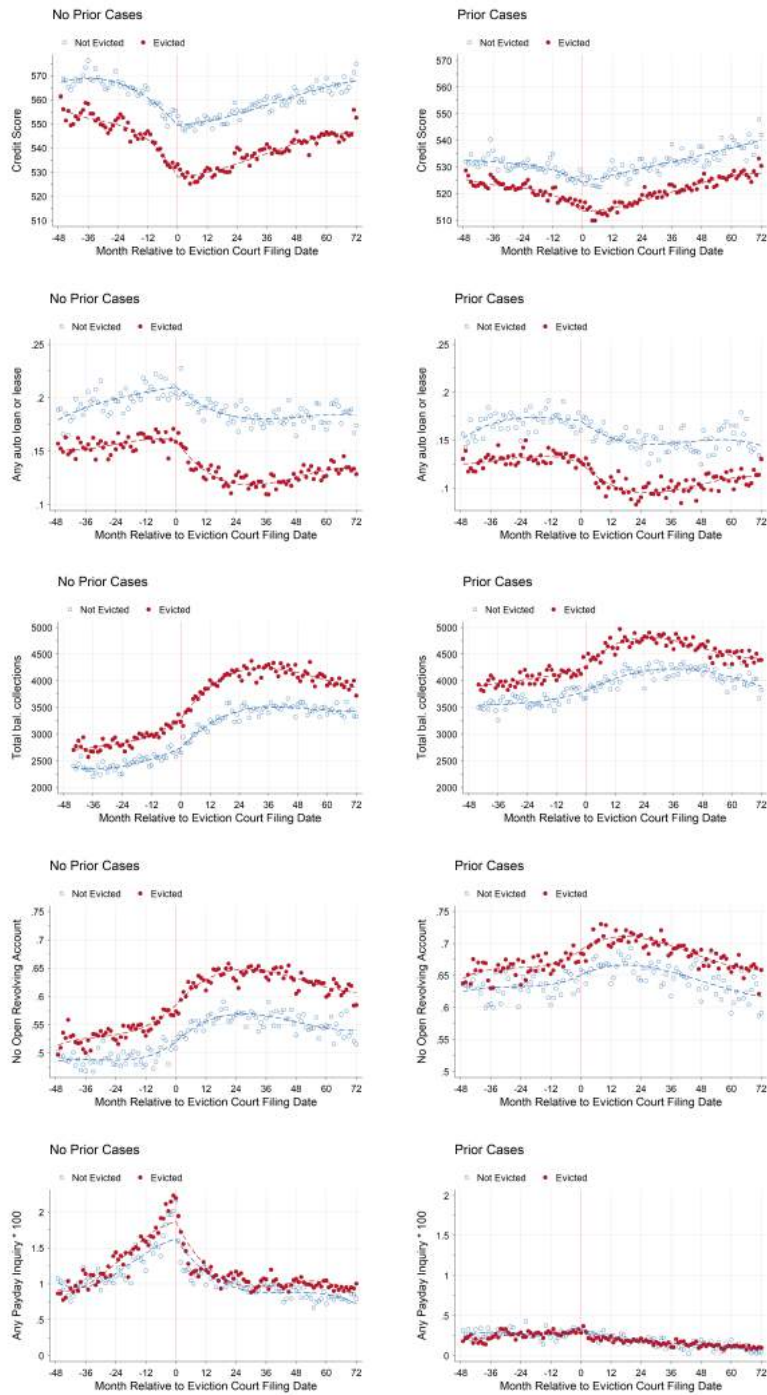 No Prior Cases
Not Evicted Evicted
Credit Score
570
560
550
540
530
520
510
-48 -36 -24 -12 0 12 24 36 48 60 72
Month Relative to Eviction Court Filing Date
Prior Cases
Not Evicted Evicted
Credit Score
570
560
550
540
530
520
510
-48 -36 -24 -12 0 12 24 36 48 60 72
Month Relative to Eviction Court Filing Date
No Prior Cases
Not Evicted Evicted
Any auto loan or lease
.25
.2
.15
.1
-48 -36 -24 -12 0 12 24 36 48 60 72
Month Relative to Eviction Court Filing Date
Prior Cases
Not Evicted Evicted
Any auto loan or lease
.25
.2
.15
.1
-48 -36 -24 -12 0 12 24 36 48 60 72
Month Relative to Eviction Court Filing Date
No Prior Cases
Not Evicted Evicted
Total bal. collections
5000
4500
4000
3500
3000
2500
2000
-48 -36 -24 -12 0 12 24 36 48 60 72
Month Relative to Eviction Court Filing Date
Prior Cases
Not Evicted Evicted
Total bal. collections
5000
4500
4000
3500
3000
2500
2000
-48 -36 -24 -12 0 12 24 36 48 60 72
Month Relative to Eviction Court Filing Date
No Prior Cases
Not Evicted Evicted
No Open Revolving Account
.75
.7
.65
.6
.55
.5
-48 -36 -24 -12 0 12 24 36 48 60 72
Month Relative to Eviction Court Filing Date
Prior Cases
Not Evicted Evicted
No Open Revolving Account
.75
.7
.65
.6
.55
.5
-48 -36 -24 -12 0 12 24 36 48 60 72
Month Relative to Eviction Court Filing Date
No Prior Cases
Not Evicted Evicted
Any Payday Inquiry * 100
2
1.5
1
.5
0
-48 -36 -24 -12 0 12 24 36 48 60 72
Month Relative to Eviction Court Filing Date
Prior Cases
Not Evicted Evicted
Any Payday Inquiry * 100
2
1.5
1
.5
0
-48 -36 -24 -12 0 12 24 36 48 60 72
Month Relative to Eviction Court Filing Date